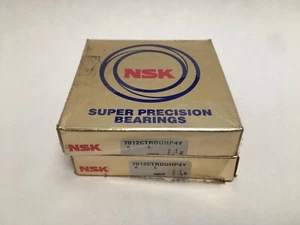 NSK
SUPER PRECISION
BEARINGS
NSK
7012CTRDUHP4Y
NSK
7012CTRDUHP4Y